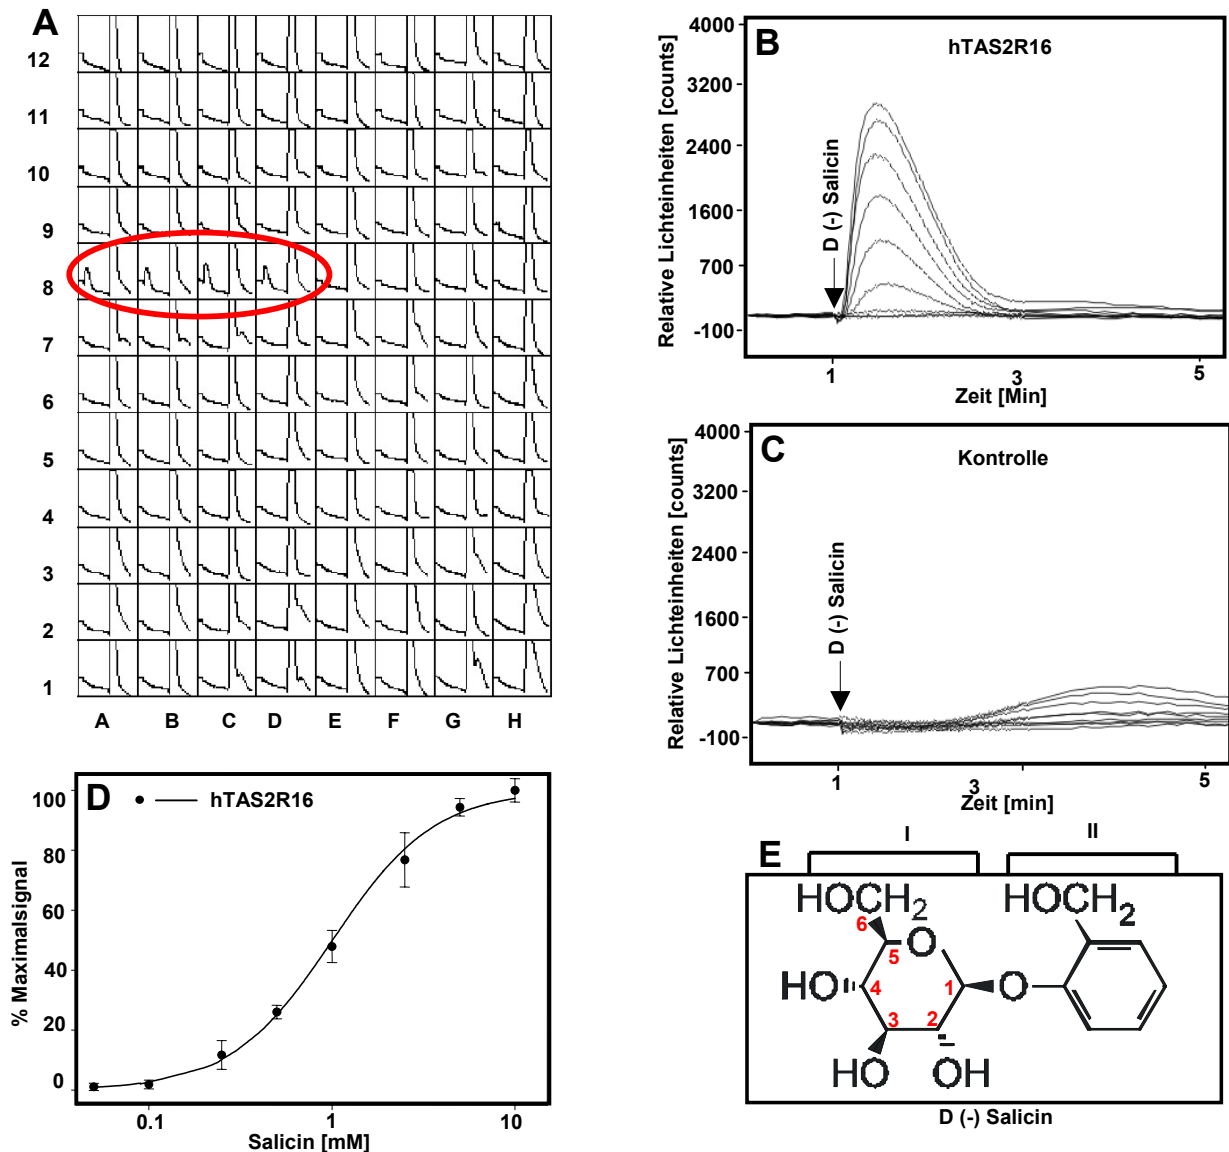 A
12
11
10
9
8
7
6
5
4
3
2
1
A B C D E F G H
B
hTAS2R16
Relative Lichteinheiten [counts]
4000
3200
2400
1600
700
-100
D (-) Salicin
1 3 5
Zeit [Min]
C
Kontrolle
Relative Lichteinheiten [counts]
4000
3200
2400
1600
700
-100
D (-) Salicin
1 3 5
Zeit [min]
D
hTAS2R16
% Maximalsignal
100
80
60
40
20
0
0.1 1 10
Salicin [mM]
E
I II
HOCH2 HOCH2
6
O
5
HO 4 1 O
3 2
HO OH
D (-) Salicin